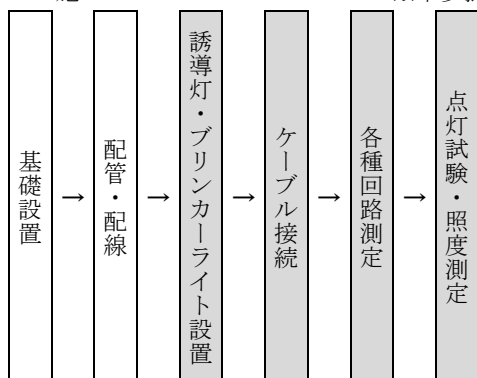 基礎設置
→
配管・配線
→
誘導灯・ブリンカーライト設置
→
ケーブル接続
→
各種回路測定
→
点灯試験・照度測定